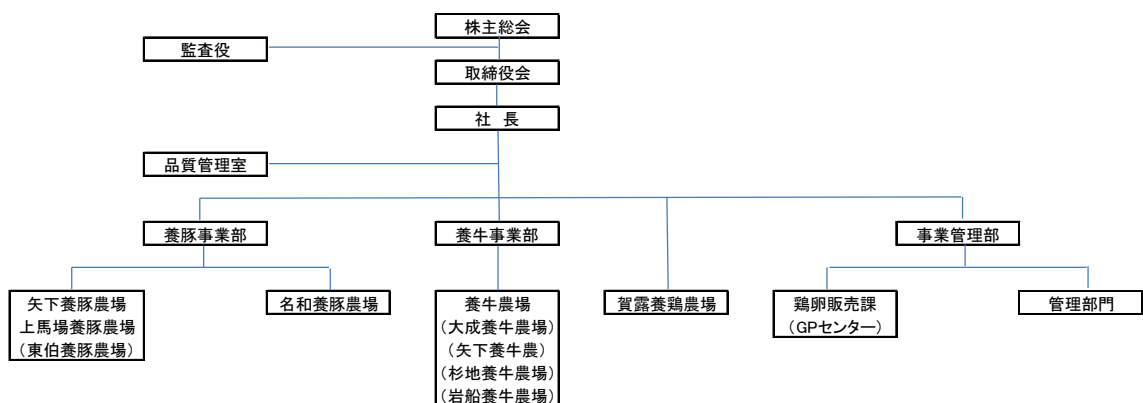 株主総会
監査役
取締役会
社 長
品質管理室
養豚事業部
養牛事業部
事業管理部
矢下養豚農場
上馬場養豚農場
(東伯養豚農場)
名和養豚農場
養牛農場
(大成養牛農場)
(矢下養牛農)
(杉地養牛農場)
(岩船養牛農場)
賀露養鶏農場
鶏卵販売課
(GPセンター)
管理部門